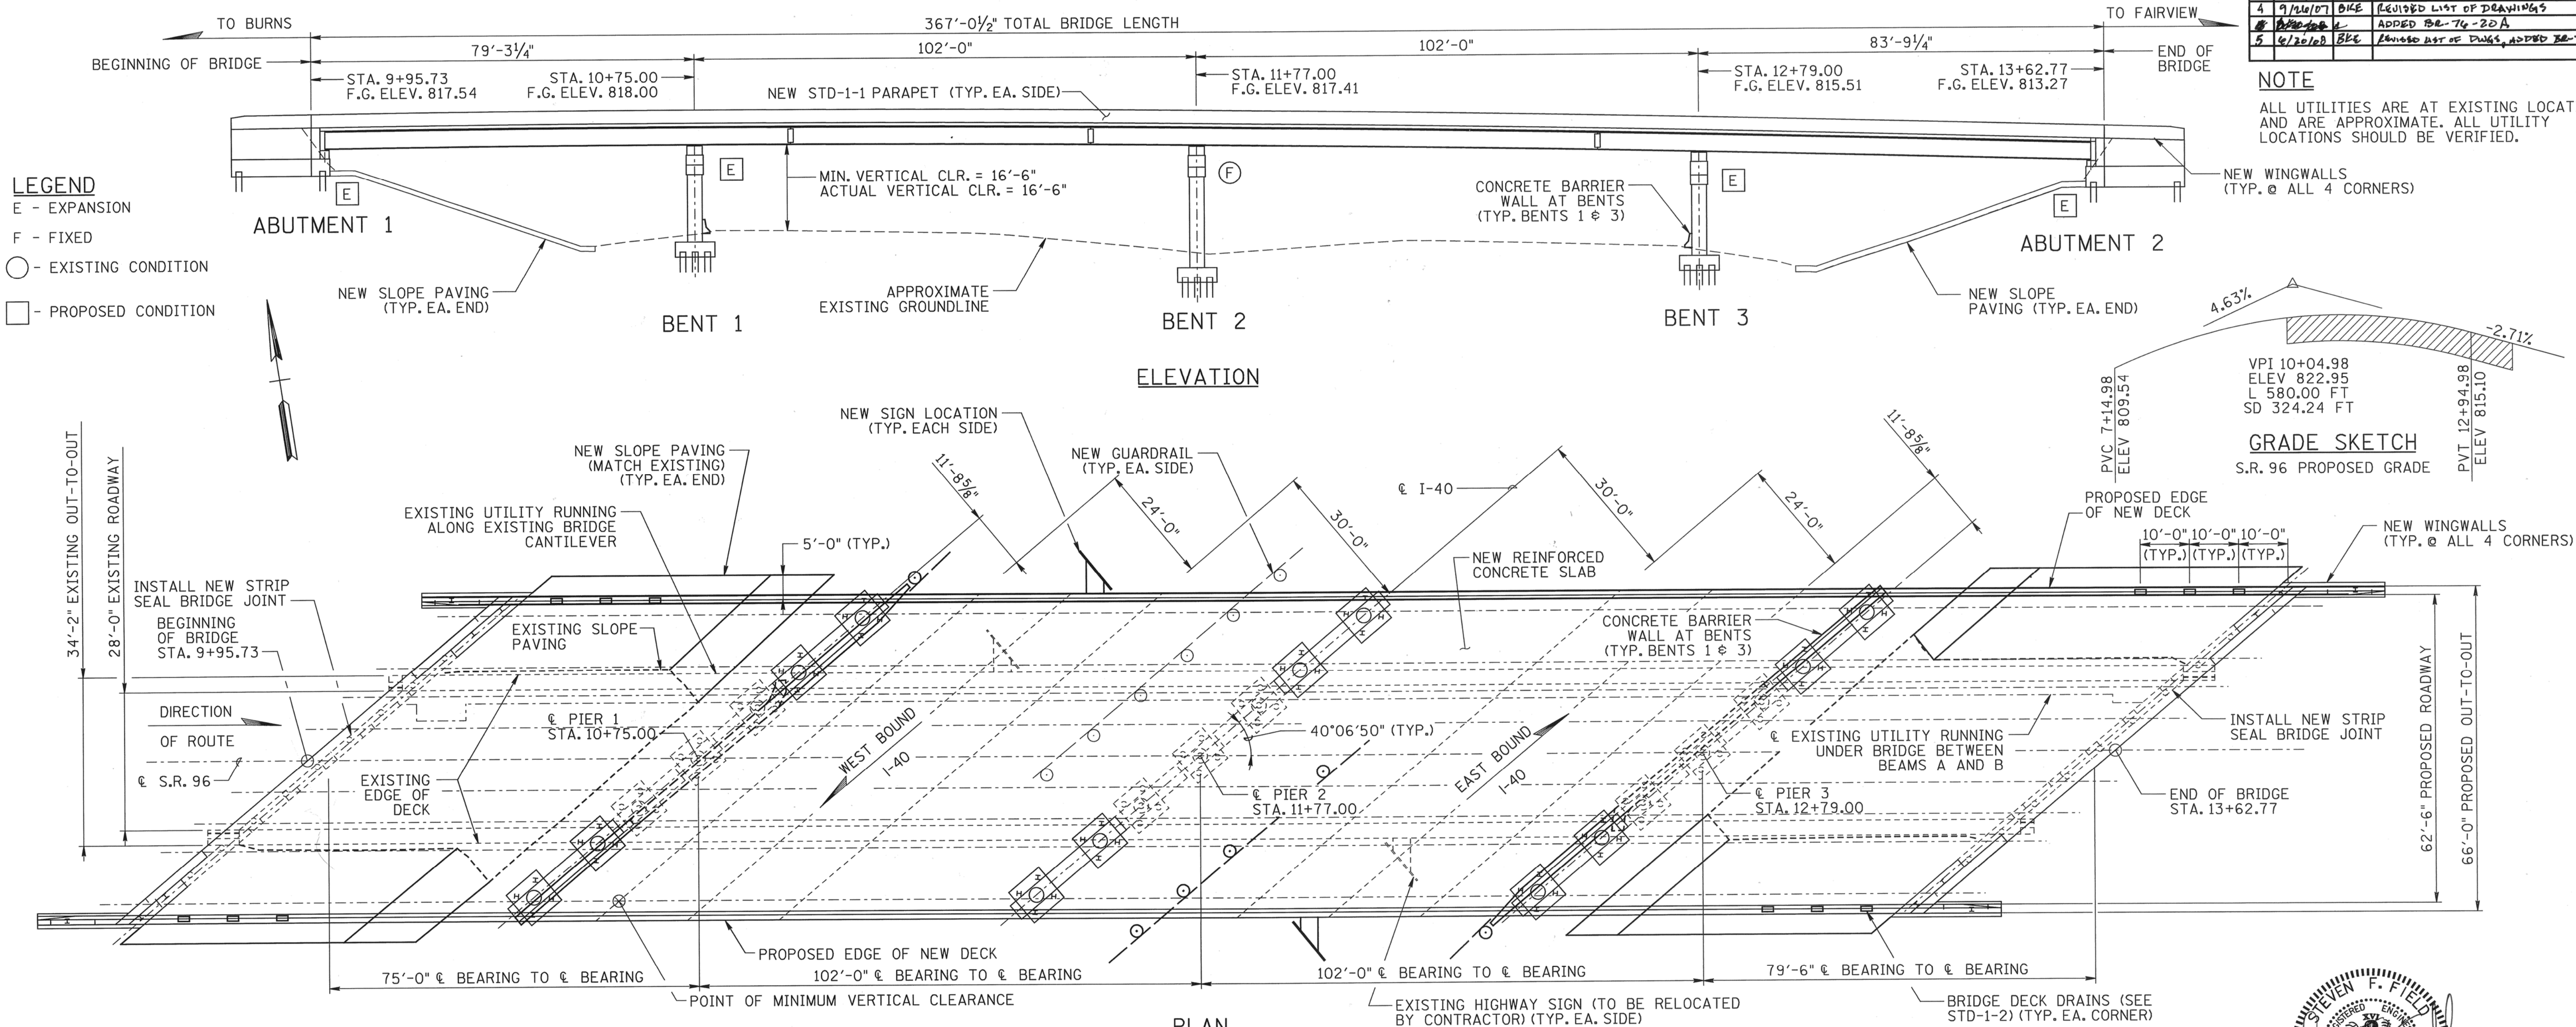 TO BURNS
367'-0½" TOTAL BRIDGE LENGTH
TO FAIRVIEW
4 9/26/07 BKE REVISED LIST OF DRAWINGS
ADDED BR-76-20A
5 6/20/08 BKE REVISED LIST OF DWGS, ADDED BR-7
BEGINNING OF BRIDGE
79'-3¼"
102'-0"
102'-0"
83'-9¼"
END OF
BRIDGE
STA. 9+95.73
F.G. ELEV. 817.54
STA. 10+75.00
F.G. ELEV. 818.00
STA. 11+77.00
F.G. ELEV. 817.41
STA. 12+79.00
F.G. ELEV. 815.51
STA. 13+62.77
F.G. ELEV. 813.27
NEW STD-1-1 PARAPET (TYP. EA. SIDE)
NOTE
ALL UTILITIES ARE AT EXISTING LOCAT
AND ARE APPROXIMATE. ALL UTILITY
LOCATIONS SHOULD BE VERIFIED.
LEGEND
E - EXPANSION
F - FIXED
- EXISTING CONDITION
- PROPOSED CONDITION
E
ABUTMENT 1
E
MIN. VERTICAL CLR. = 16'-6"
ACTUAL VERTICAL CLR. = 16'-6"
F
CONCRETE BARRIER
WALL AT BENTS
(TYP. BENTS 1 & 3)
E
E
ABUTMENT 2
NEW WINGWALLS
(TYP. @ ALL 4 CORNERS)
NEW SLOPE PAVING
(TYP. EA. END)
BENT 1
APPROXIMATE
EXISTING GROUNDLINE
BENT 2
BENT 3
NEW SLOPE
PAVING (TYP. EA. END)
ELEVATION
4.63%
-2.71%
VPI 10+04.98
ELEV 822.95
L 580.00 FT
SD 324.24 FT
PVC 7+14.98
ELEV 809.54
PVT 12+94.98
ELEV 815.10
GRADE SKETCH
S.R. 96 PROPOSED GRADE
34'-2" EXISTING OUT-TO-OUT
28'-0" EXISTING ROADWAY
NEW SLOPE PAVING
(MATCH EXISTING)
(TYP. EA. END)
NEW SIGN LOCATION
(TYP. EACH SIDE)
NEW GUARDRAIL
(TYP. EA. SIDE)
11'-8⅝"
24'-0"
30'-0"
℄ I-40
30'-0"
24'-0"
11'-8⅝"
PROPOSED EDGE
OF NEW DECK
10'-0" 10'-0" 10'-0"
(TYP.) (TYP.) (TYP.)
NEW WINGWALLS
(TYP. @ ALL 4 CORNERS)
EXISTING UTILITY RUNNING
ALONG EXISTING BRIDGE
CANTILEVER
5'-0" (TYP.)
NEW REINFORCED
CONCRETE SLAB
INSTALL NEW STRIP
SEAL BRIDGE JOINT
BEGINNING
OF BRIDGE
STA. 9+95.73
EXISTING SLOPE
PAVING
CONCRETE BARRIER
WALL AT BENTS
(TYP. BENTS 1 & 3)
DIRECTION
OF ROUTE
℄ S.R. 96
℄ PIER 1
STA. 10+75.00
EXISTING
EDGE OF
DECK
WEST BOUND
I-40
40°06'50" (TYP.)
℄ PIER 2
STA. 11+77.00
EAST BOUND
I-40
℄ EXISTING UTILITY RUNNING
UNDER BRIDGE BETWEEN
BEAMS A AND B
℄ PIER 3
STA. 12+79.00
INSTALL NEW STRIP
SEAL BRIDGE JOINT
END OF BRIDGE
STA. 13+62.77
62'-6" PROPOSED ROADWAY
66'-0" PROPOSED OUT-TO-OUT
PROPOSED EDGE OF NEW DECK
75'-0" ℄ BEARING TO ℄ BEARING
102'-0" ℄ BEARING TO ℄ BEARING
102'-0" ℄ BEARING TO ℄ BEARING
79'-6" ℄ BEARING TO ℄ BEARING
POINT OF MINIMUM VERTICAL CLEARANCE
EXISTING HIGHWAY SIGN (TO BE RELOCATED
BY CONTRACTOR) (TYP. EA. SIDE)
BRIDGE DECK DRAINS (SEE
STD-1-2) (TYP. EA. CORNER)
PLAN
STEVEN F. FIELD